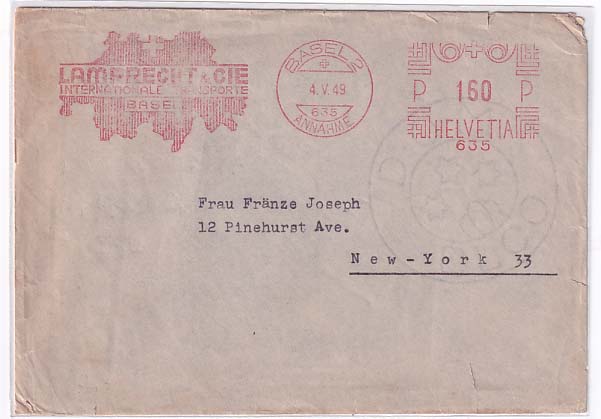 LAMPRECHT & CIE
INTERNATIONALE TRANSPORTE
BASEL
BASEL 2
4. V. 49
635
ANNAHME
P 160 P
HELVETIA
635
Frau Fränze Joseph
12 Pinehurst Ave.
New-York 33